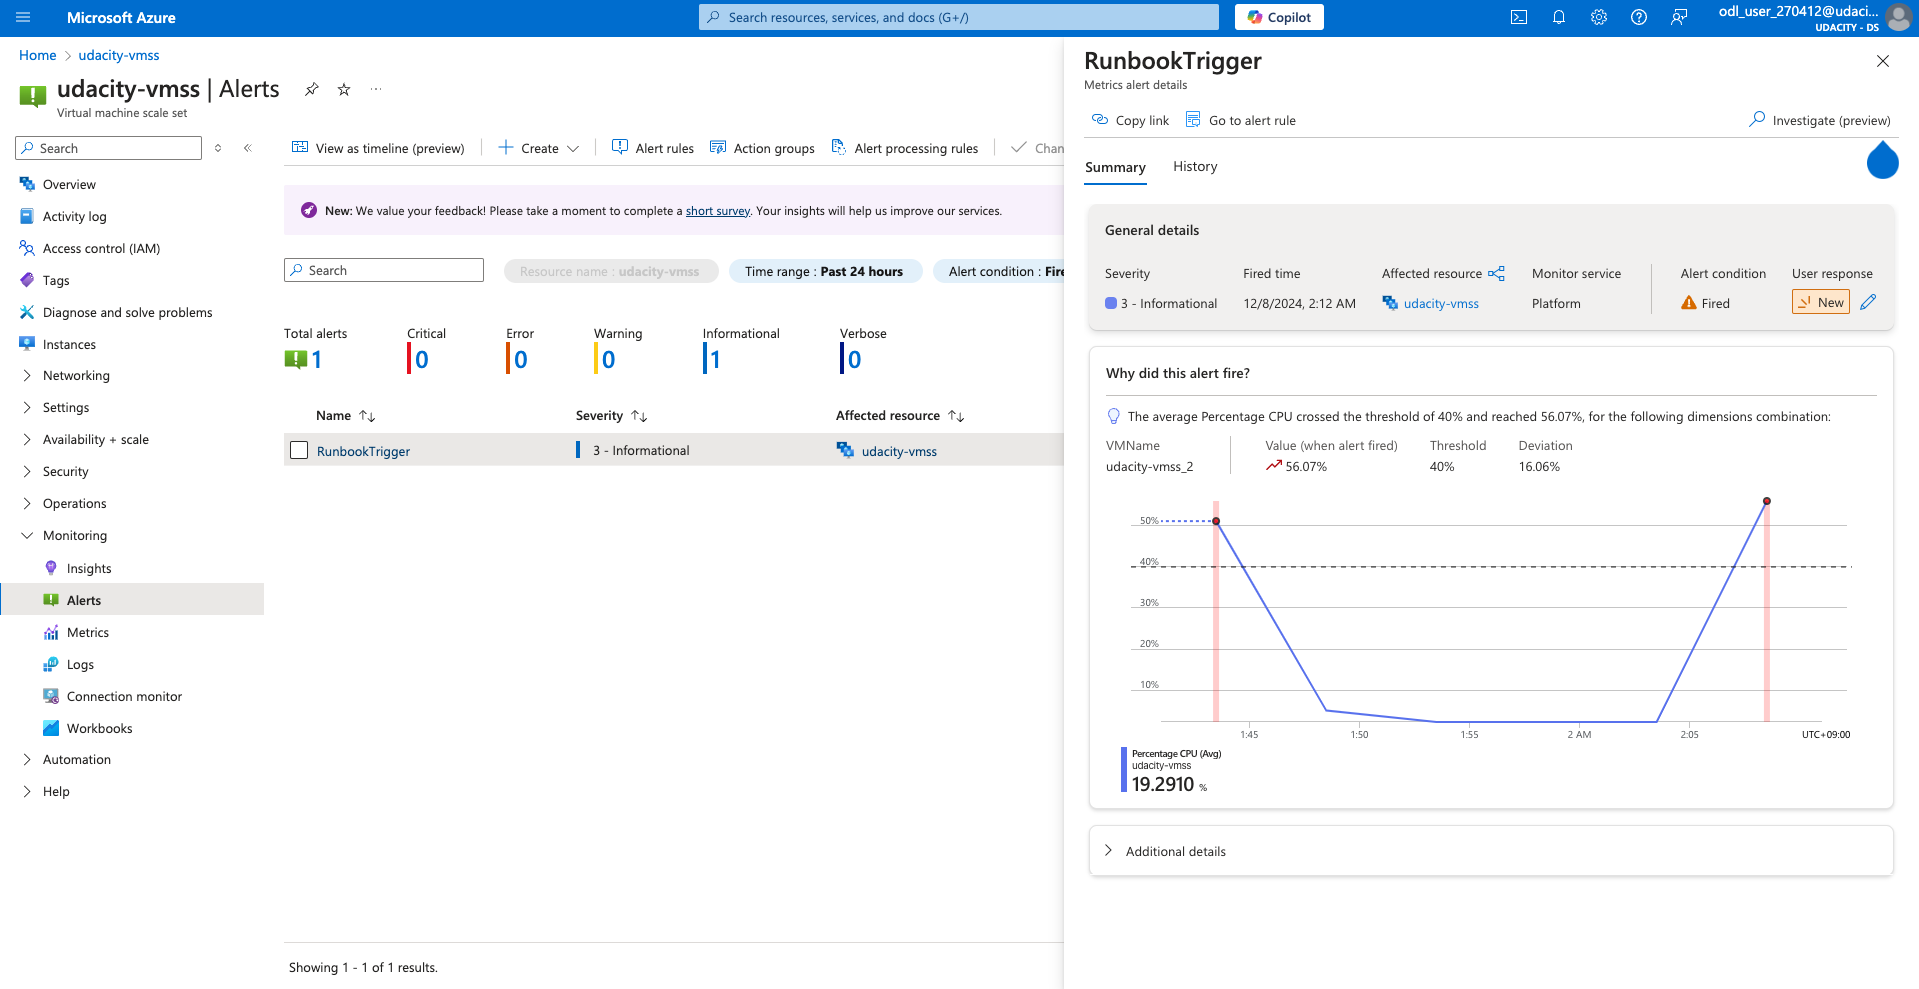 Microsoft Azure
Search resources, services, and docs (G+/)
Copilot
odl_user_270412@udaci...
UDACITY - DS
Home > udacity-vmss
udacity-vmss | Alerts
Virtual machine scale set
Search
Overview
Activity log
Access control (IAM)
Tags
Diagnose and solve problems
Instances
Networking
Settings
Availability + scale
Security
Operations
Monitoring
Insights
Alerts
Metrics
Logs
Connection monitor
Workbooks
Automation
Help
View as timeline (preview)
Create
Alert rules
Action groups
Alert processing rules
Chan
New: We value your feedback! Please take a moment to complete a short survey. Your insights will help us improve our services.
Search
Resource name : udacity-vmss
Time range : Past 24 hours
Alert condition : Fire
Total alerts
1
Critical
0
Error
0
Warning
0
Informational
1
Verbose
0
Name
Severity
Affected resource
RunbookTrigger
3 - Informational
udacity-vmss
Showing 1 - 1 of 1 results.
RunbookTrigger
Metrics alert details
Copy link
Go to alert rule
Investigate (preview)
Summary
History
General details
Severity
3 - Informational
Fired time
12/8/2024, 2:12 AM
Affected resource
udacity-vmss
Monitor service
Platform
Alert condition
Fired
User response
New
Why did this alert fire?
The average Percentage CPU crossed the threshold of 40% and reached 56.07%, for the following dimensions combination:
VMName
udacity-vmss_2
Value (when alert fired)
56.07%
Threshold
40%
Deviation
16.06%
50%
40%
30%
20%
10%
1:45
1:50
1:55
2 AM
2:05
UTC+09:00
Percentage CPU (Avg)
udacity-vmss
19.2910 %
Additional details